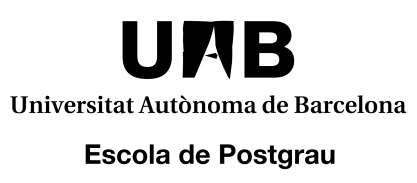 UAB
Universitat Autònoma de Barcelona
Escola de Postgrau